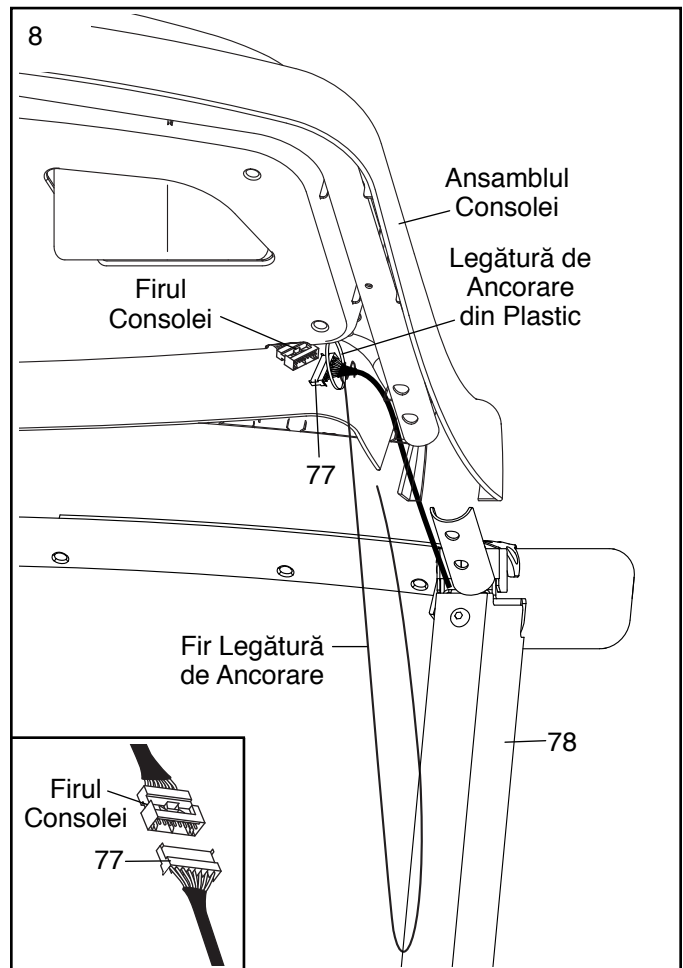 8
Ansamblul
Consolei
Legătură de
Ancorare
din Plastic
Firul
Consolei
77
Fir Legătură
de Ancorare
78
Firul
Consolei
77